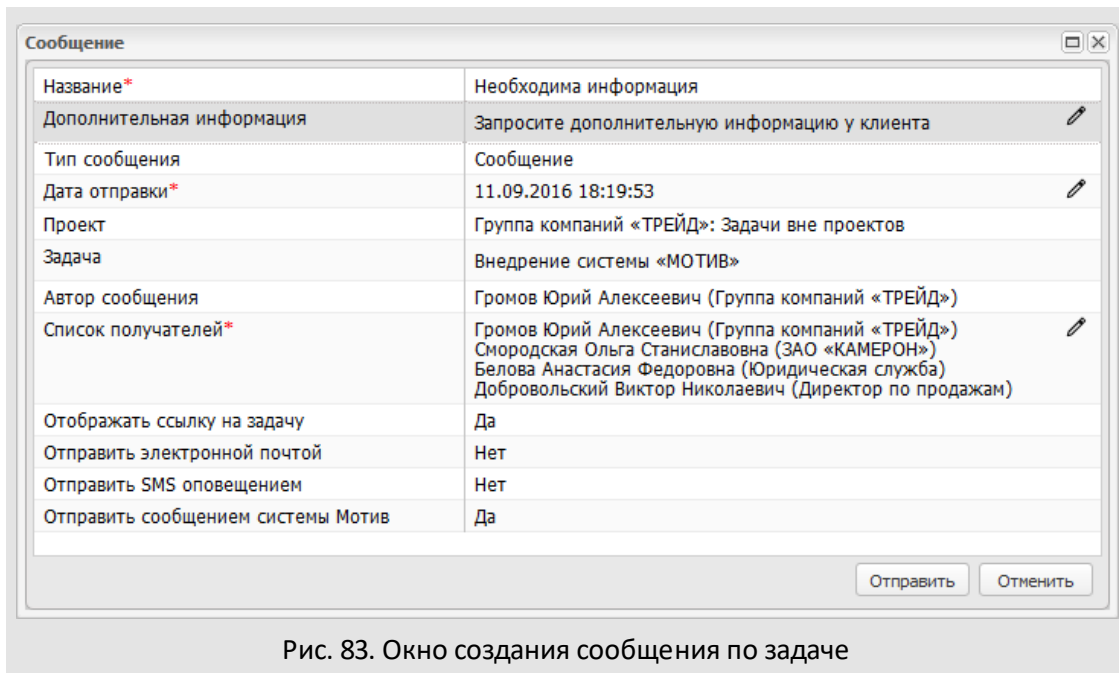 Сообщение
Название* Необходима информация
Дополнительная информация Запросите дополнительную информацию у клиента
Тип сообщения Сообщение
Дата отправки* 11.09.2016 18:19:53
Проект Группа компаний «ТРЕЙД»: Задачи вне проектов
Задача Внедрение системы «МОТИВ»
Автор сообщения Громов Юрий Алексеевич (Группа компаний «ТРЕЙД»)
Список получателей* Громов Юрий Алексеевич (Группа компаний «ТРЕЙД»)
Смородская Ольга Станиславовна (ЗАО «КАМЕРОН»)
Белова Анастасия Федоровна (Юридическая служба)
Добровольский Виктор Николаевич (Директор по продажам)
Отображать ссылку на задачу Да
Отправить электронной почтой Нет
Отправить SMS оповещением Нет
Отправить сообщением системы Мотив Да
Отправить Отменить
Рис. 83. Окно создания сообщения по задаче